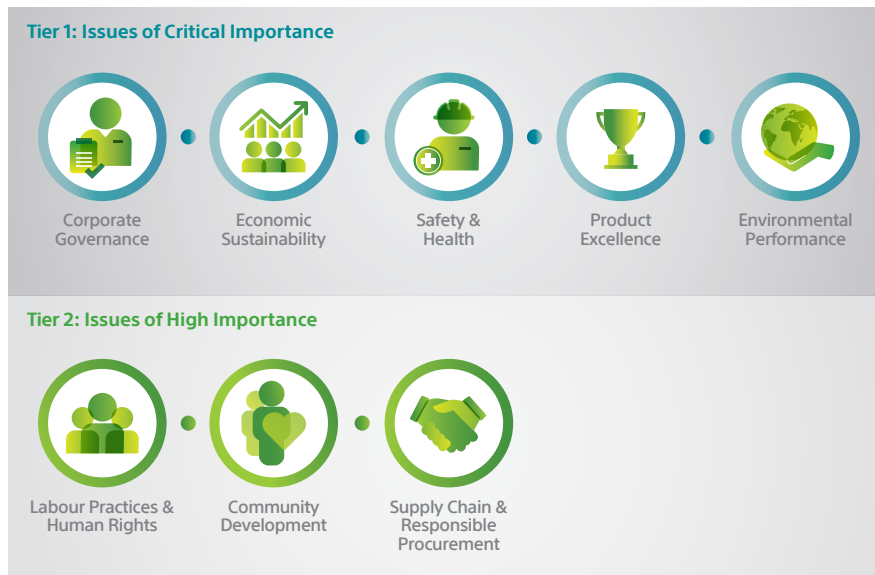 Tier 1: Issues of Critical Importance
Corporate
Governance
Economic
Sustainability
Safety &
Health
Product
Excellence
Environmental
Performance
Tier 2: Issues of High Importance
Labour Practices &
Human Rights
Community
Development
Supply Chain &
Responsible
Procurement